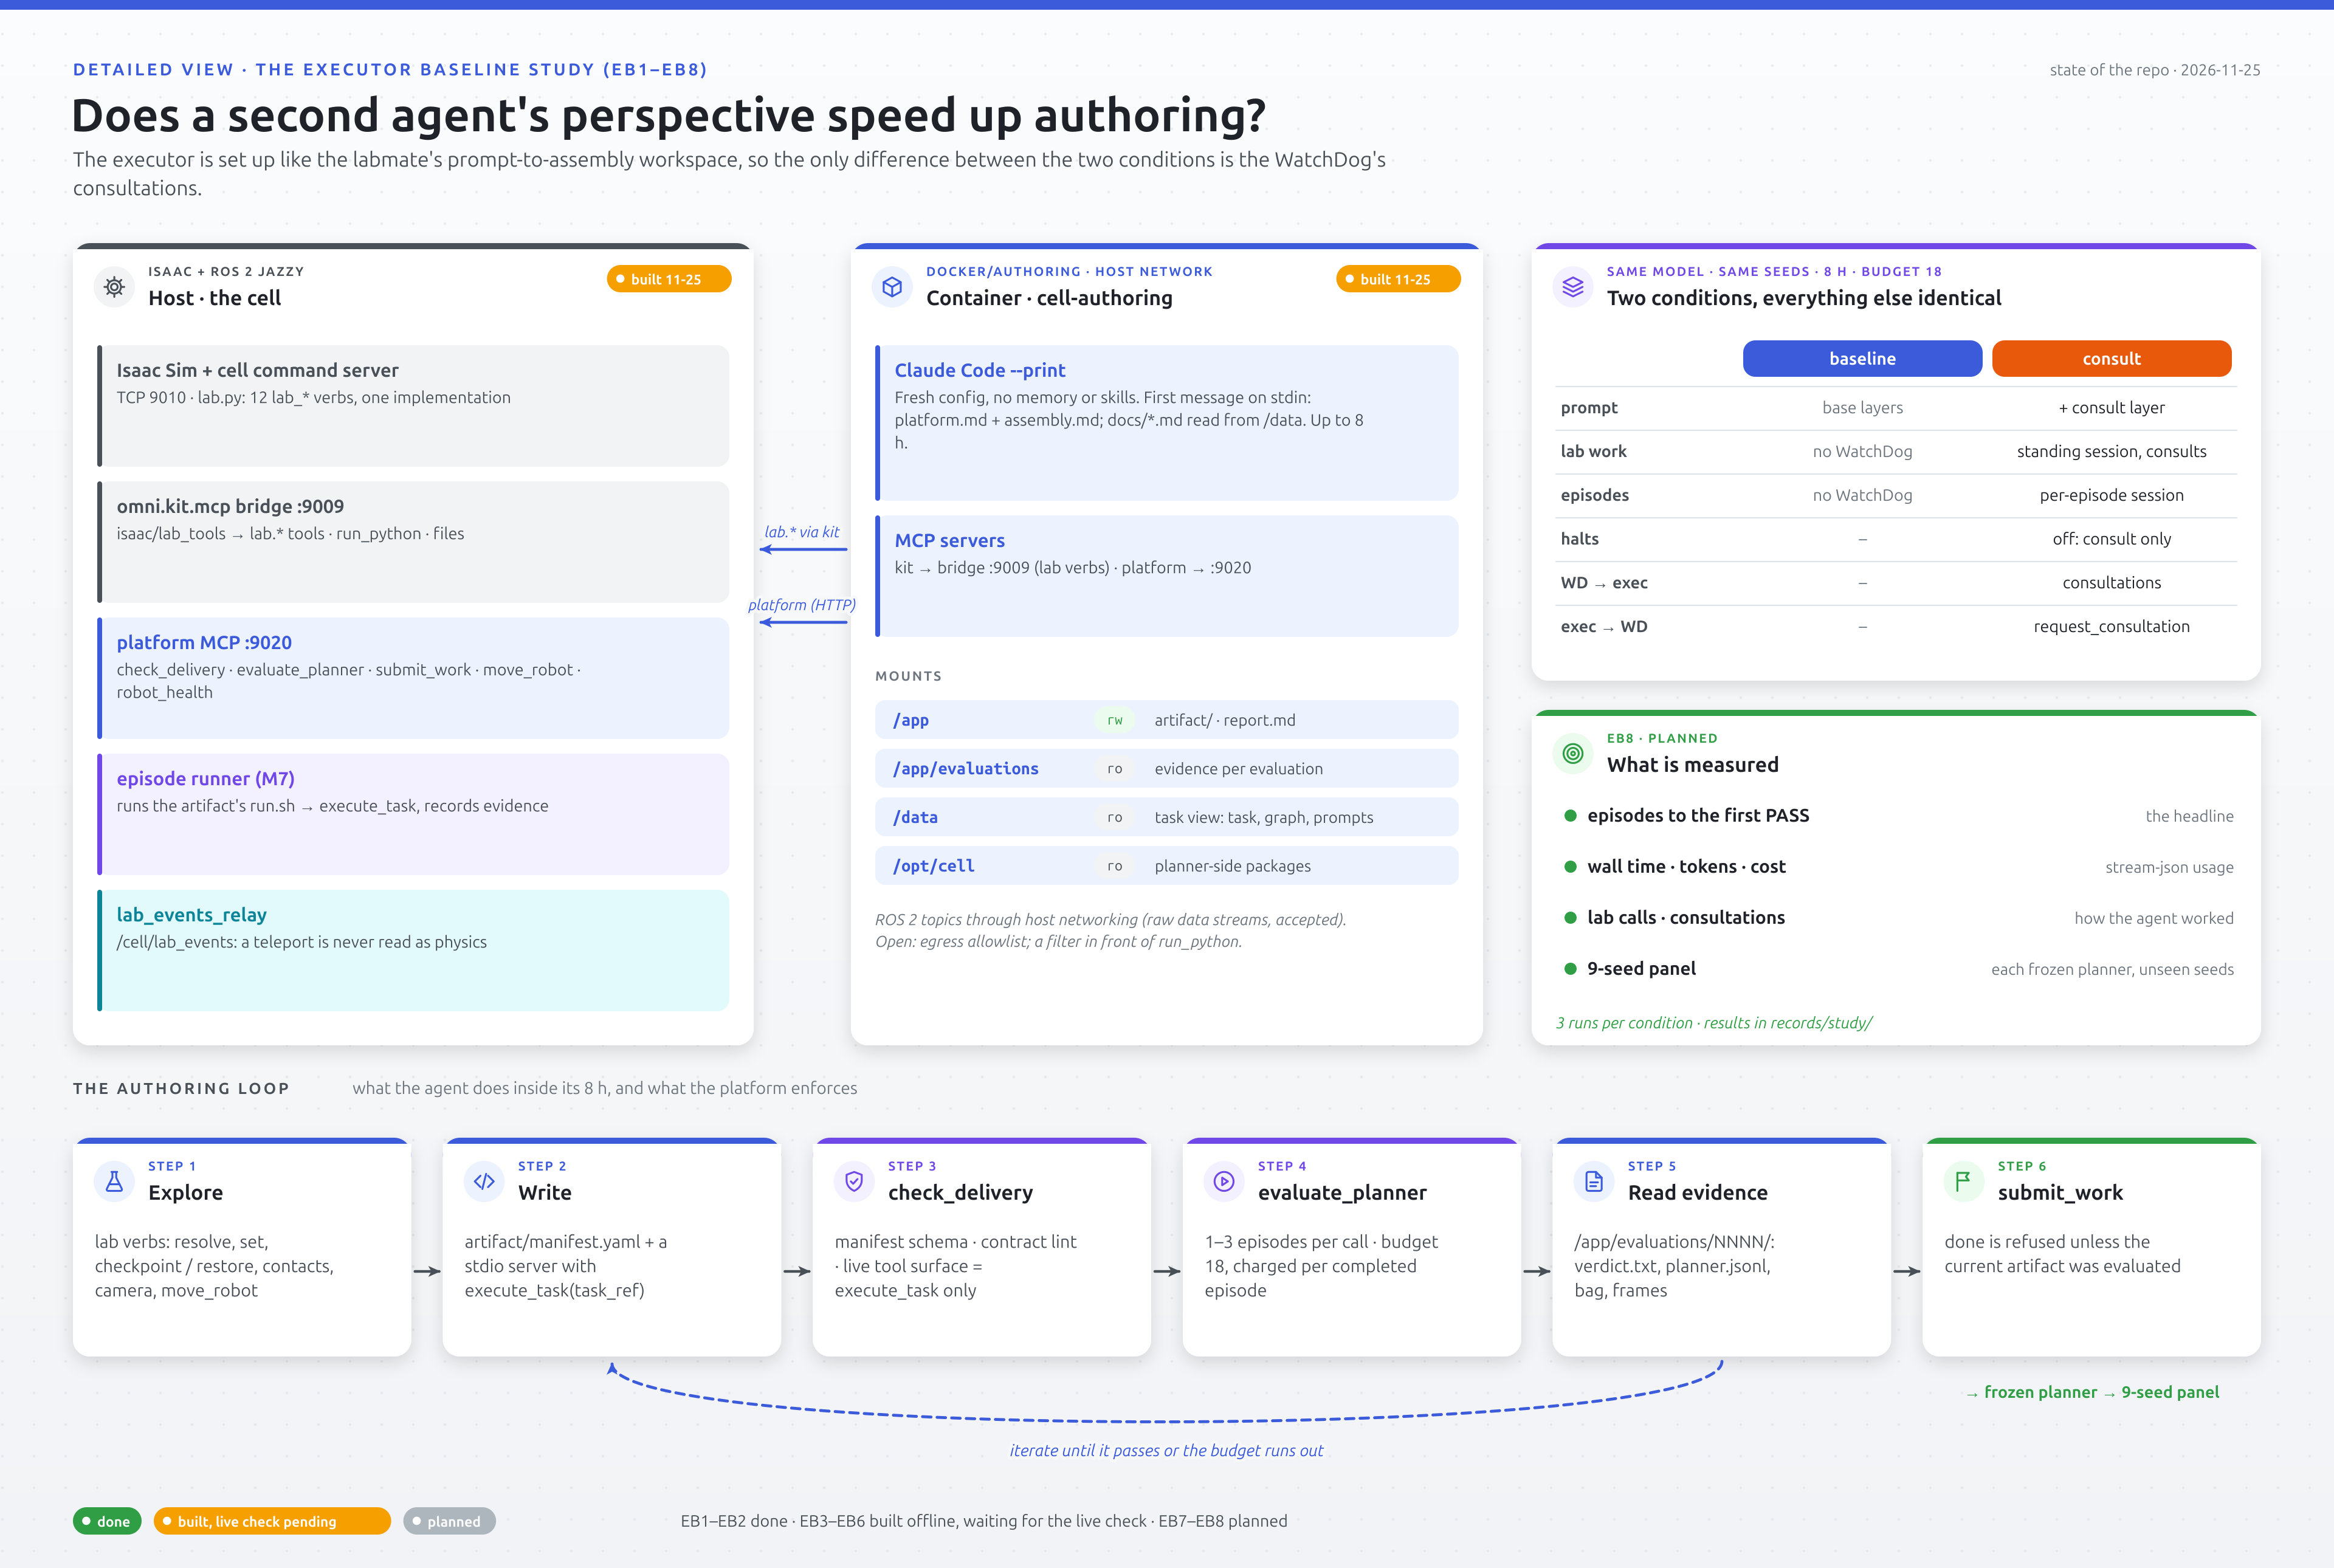 DETAILED VIEW · THE EXECUTOR BASELINE STUDY (EB1–EB8)
state of the repo · 2026-11-25
Does a second agent's perspective speed up authoring?
The executor is set up like the labmate's prompt-to-assembly workspace, so the only difference between the two conditions is the WatchDog's
consultations.
ISAAC + ROS 2 JAZZY
Host · the cell
built 11-25
Isaac Sim + cell command server
TCP 9010 · lab.py: 12 lab_* verbs, one implementation
omni.kit.mcp bridge :9009
isaac/lab_tools → lab.* tools · run_python · files
platform MCP :9020
check_delivery · evaluate_planner · submit_work · move_robot ·
robot_health
episode runner (M7)
runs the artifact's run.sh → execute_task, records evidence
lab_events_relay
/cell/lab_events: a teleport is never read as physics
lab.* via kit
platform (HTTP)
DOCKER/AUTHORING · HOST NETWORK
Container · cell-authoring
built 11-25
Claude Code --print
Fresh config, no memory or skills. First message on stdin:
platform.md + assembly.md; docs/*.md read from /data. Up to 8
h.
MCP servers
kit → bridge :9009 (lab verbs) · platform → :9020
MOUNTS
/app rw artifact/ · report.md
/app/evaluations ro evidence per evaluation
/data ro task view: task, graph, prompts
/opt/cell ro planner-side packages
ROS 2 topics through host networking (raw data streams, accepted).
Open: egress allowlist; a filter in front of run_python.
SAME MODEL · SAME SEEDS · 8 H · BUDGET 18
Two conditions, everything else identical
baseline consult
prompt base layers + consult layer
lab work no WatchDog standing session, consults
episodes no WatchDog per-episode session
halts – off: consult only
WD → exec – consultations
exec → WD – request_consultation
EB8 · PLANNED
What is measured
episodes to the first PASS the headline
wall time · tokens · cost stream-json usage
lab calls · consultations how the agent worked
9-seed panel each frozen planner, unseen seeds
3 runs per condition · results in records/study/
THE AUTHORING LOOP what the agent does inside its 8 h, and what the platform enforces
STEP 1
Explore
lab verbs: resolve, set,
checkpoint / restore, contacts,
camera, move_robot
STEP 2
Write
artifact/manifest.yaml + a
stdio server with
execute_task(task_ref)
STEP 3
check_delivery
manifest schema · contract lint
· live tool surface =
execute_task only
STEP 4
evaluate_planner
1–3 episodes per call · budget
18, charged per completed
episode
STEP 5
Read evidence
/app/evaluations/NNNN/:
verdict.txt, planner.jsonl,
bag, frames
STEP 6
submit_work
done is refused unless the
current artifact was evaluated
→ frozen planner → 9-seed panel
iterate until it passes or the budget runs out
done
built, live check pending
planned
EB1–EB2 done · EB3–EB6 built offline, waiting for the live check · EB7–EB8 planned